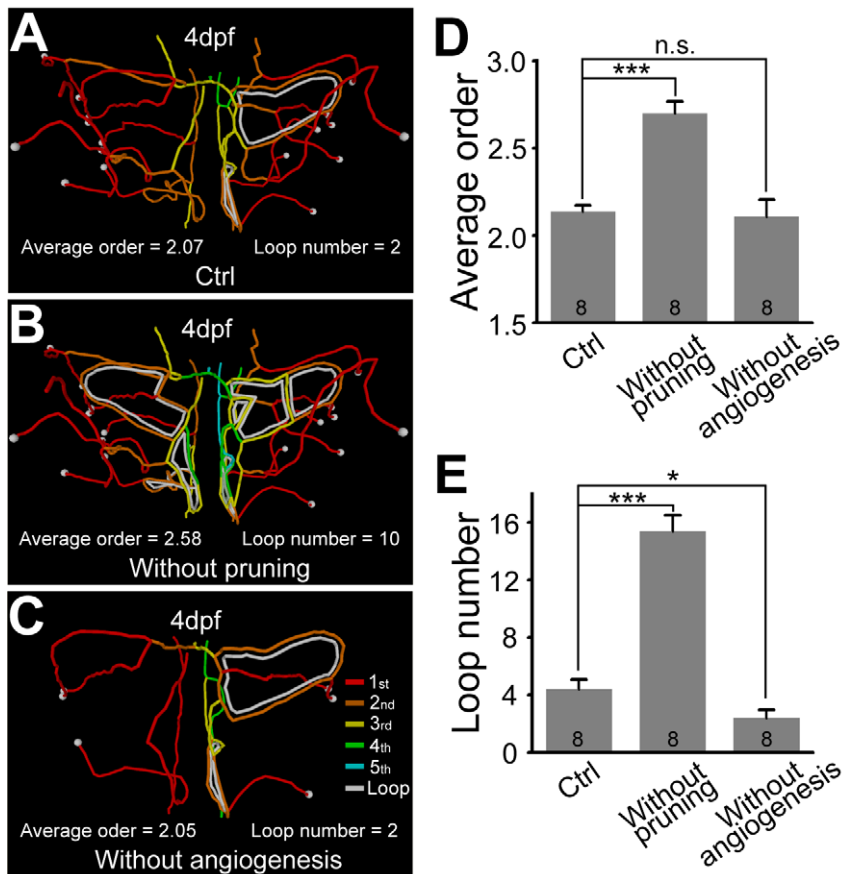 A
4dpf
Average order = 2.07
Loop number = 2
Ctrl
B
4dpf
Average order = 2.58
Loop number = 10
Without pruning
C
4dpf
1st
2nd
3rd
4th
5th
Loop
Average oder = 2.05
Loop number = 2
Without angiogenesis
D
n.s.
***
3.0
2.5
2.0
1.5
Average order
8
8
8
Ctrl
Without
pruning
Without
angiogenesis
E
*
***
16
12
8
4
0
Loop number
8
8
8
Ctrl
Without
pruning
Without
angiogenesis